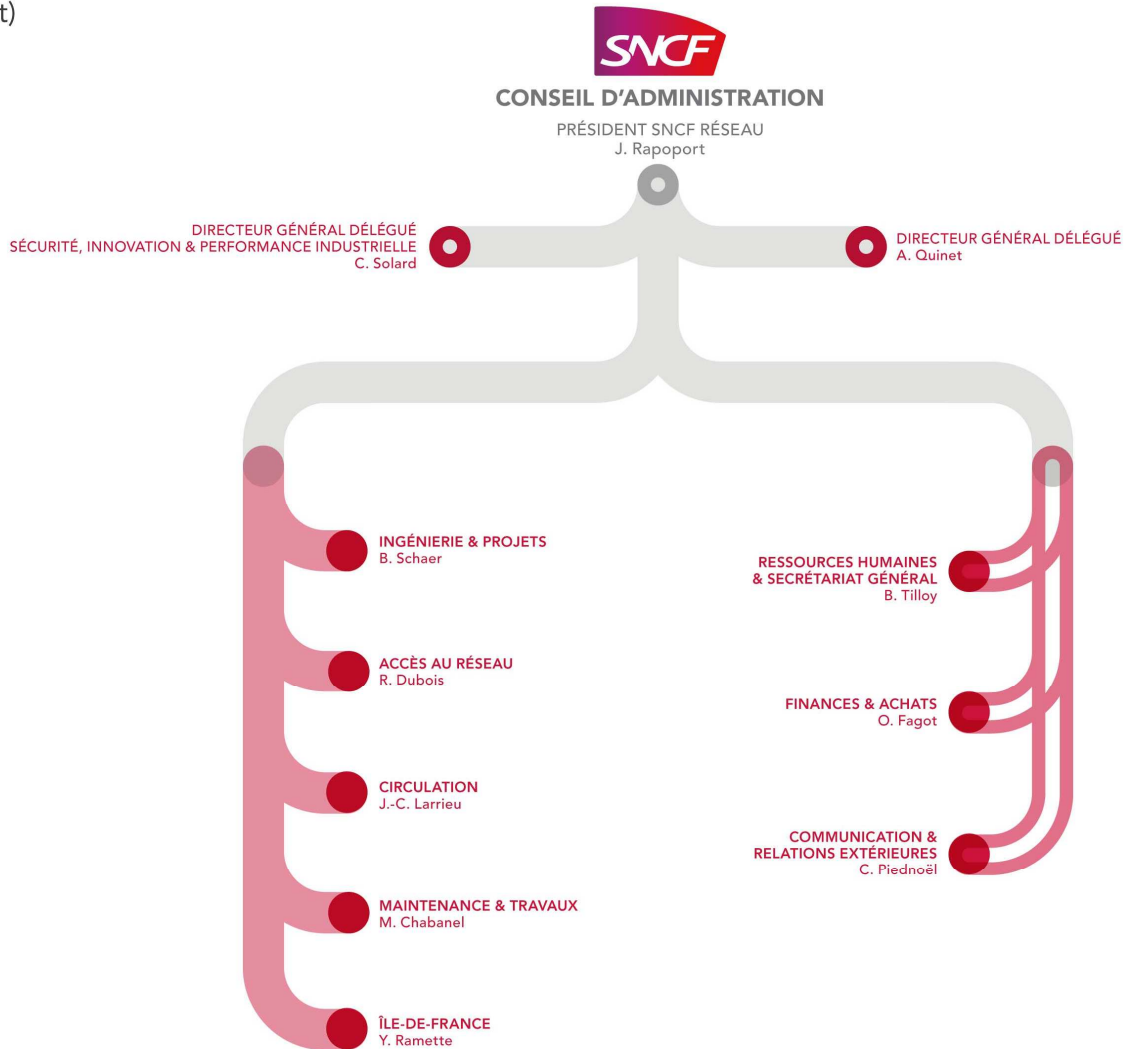 t)
SNCF
CONSEIL D'ADMINISTRATION
PRÉSIDENT SNCF RÉSEAU
J. Rapoport
DIRECTEUR GÉNÉRAL DÉLÉGUÉ
SÉCURITÉ, INNOVATION & PERFORMANCE INDUSTRIELLE
C. Solard
DIRECTEUR GÉNÉRAL DÉLÉGUÉ
A. Quinet
INGÉNIERIE & PROJETS
B. Schaer
ACCÈS AU RÉSEAU
R. Dubois
CIRCULATION
J.-C. Larrieu
MAINTENANCE & TRAVAUX
M. Chabanel
ÎLE-DE-FRANCE
Y. Ramette
RESSOURCES HUMAINES
& SECRÉTARIAT GÉNÉRAL
B. Tilloy
FINANCES & ACHATS
O. Fagot
COMMUNICATION &
RELATIONS EXTÉRIEURES
C. Piednoël